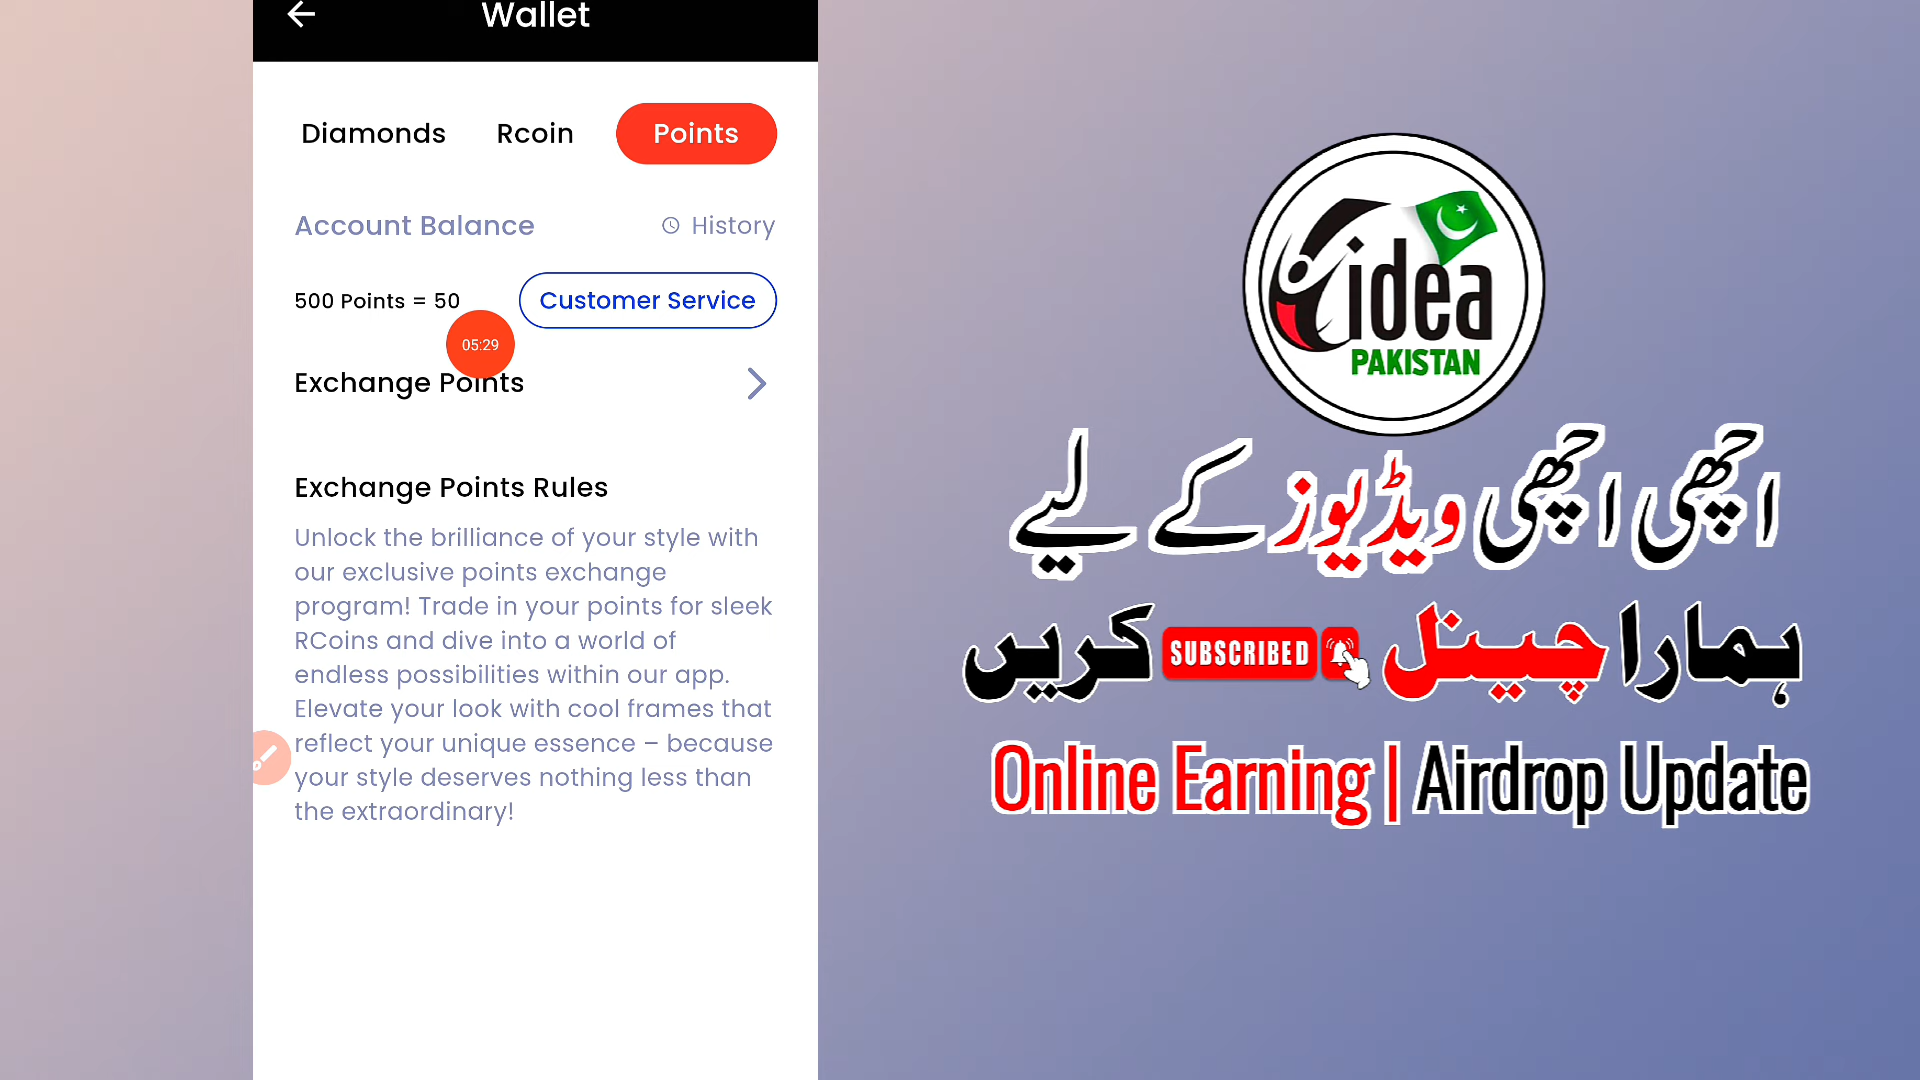 Wallet
Diamonds
Rcoin
Points
Account Balance
History
500 Points = 50
Customer Service
05:29
Exchange Points
Exchange Points Rules
Unlock the brilliance of your style with
our exclusive points exchange
program! Trade in your points for sleek
RCoins and dive into a world of
endless possibilities within our app.
Elevate your look with cool frames that
reflect your unique essence – because
your style deserves nothing less than
the extraordinary!
idea
PAKISTAN
اچھی اچھی ویڈیوز کے لیے
ہمارا چینل SUBSCRIBED کریں
Online Earning | Airdrop Update